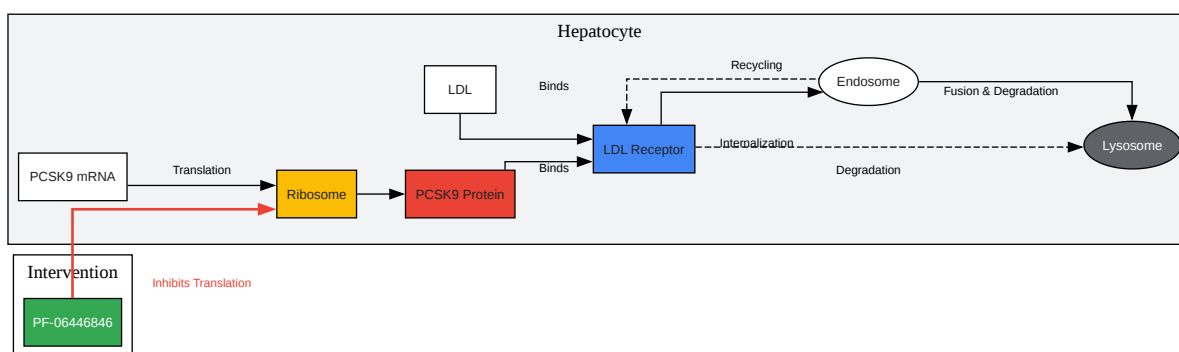 Hepatocyte
Recycling
LDL
Binds
Endosome
Fusion & Degradation
LDL Receptor
Internalization
Lysosome
PCSK9 mRNA
Translation
Binds
Degradation
Ribosome
PCSK9 Protein
Intervention
Inhibits Translation
PF-06446846